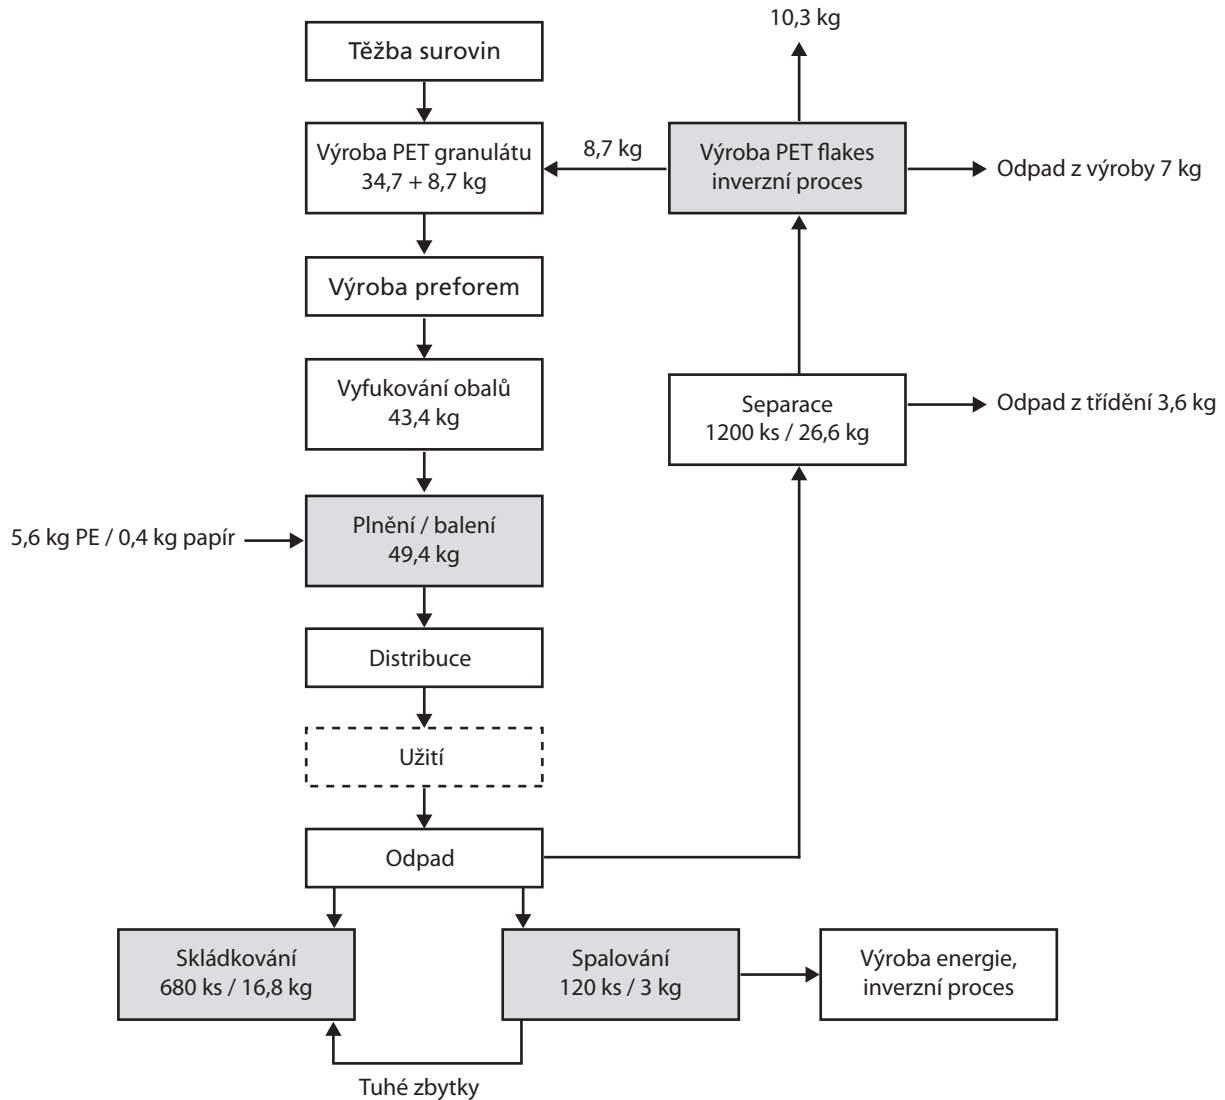 10,3 kg
Těžba surovin
Výroba PET granulátu
34,7 + 8,7 kg
8,7 kg
Výroba PET flakes
inverzní proces
Odpad z výroby 7 kg
Výroba preforem
Vyfukování obalů
43,4 kg
Separace
1200 ks / 26,6 kg
Odpad z třídění 3,6 kg
5,6 kg PE / 0,4 kg papír
Plnění / balení
49,4 kg
Distribuce
Užití
Odpad
Skládkování
680 ks / 16,8 kg
Spalování
120 ks / 3 kg
Výroba energie,
inverzní proces
Tuhé zbytky